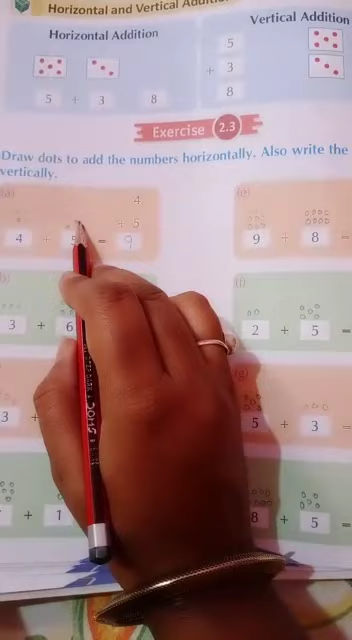 Horizontal and Vertical Addition
Horizontal Addition
Vertical Addition
5 + 3 8
5
+ 3
8
Exercise 2.3
Draw dots to add the numbers horizontally. Also write the
vertically.
(a)
4 + 5 = 9
4
+ 5
(e)
9 + 8 =
3 + 6
(f)
2 + 5 =
3 +
(g)
5 + 3 =
+ 1
8 + 5 =